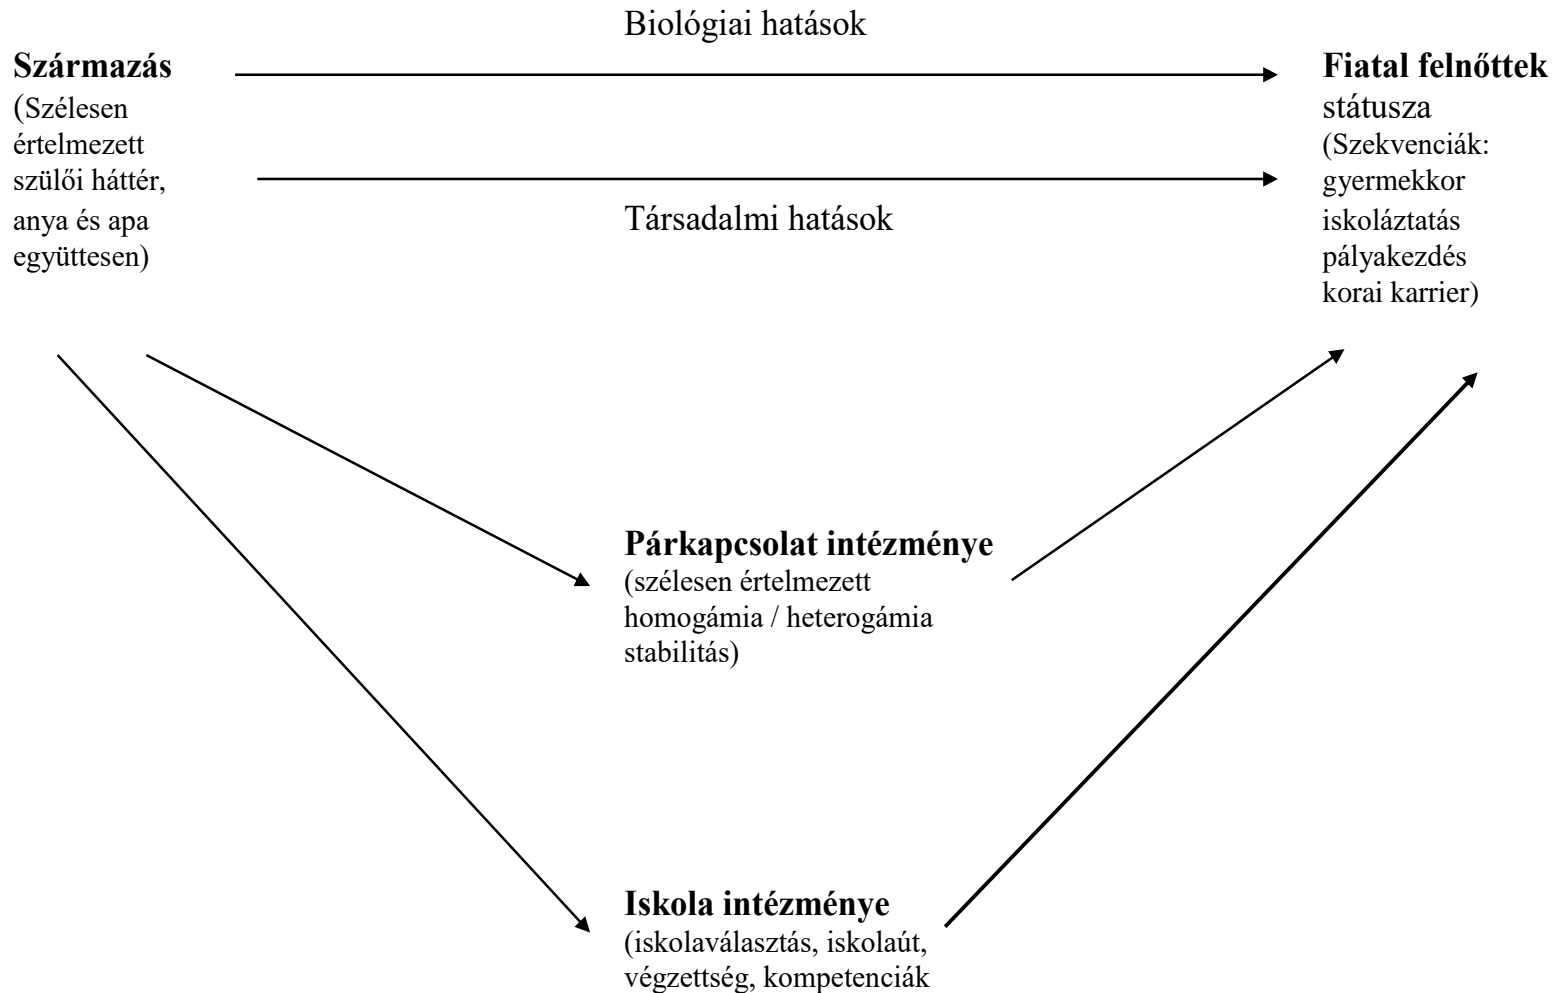 Biológiai hatások
Származás
(Szélesen
értelmezett
szülői háttér,
anya és apa
együttesen)
Fiatal felnőttek
státusza
(Szekvenciák:
gyermekkor
iskoláztatás
pályakezdés
korai karrier)
Társadalmi hatások
Párkapcsolat intézménye
(szélesen értelmezett
homogámia / heterogámia
stabilitás)
Iskola intézménye
(iskolaválasztás, iskolaút,
végzettség, kompetenciák